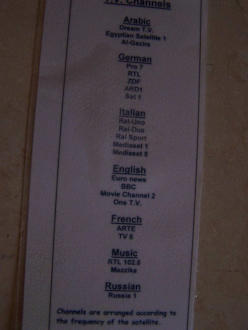 T.V. Channels
Arabic
Dream T.V.
Egyptian Satellite 1
Al-Gazira
German
Pro 7
RTL
ZDF
ARD1
Sat 1
Italian
Rai-Uno
Rai-Due
Rai Sport
Mediaset 1
Mediaset 5
English
Euro news
BBC
Movie Channel 2
One T.V.
French
ARTE
TV 5
Music
RTL 102.5
Mazzika
Russian
Russia 1
Channels are arranged according to
the frequency of the satellite.